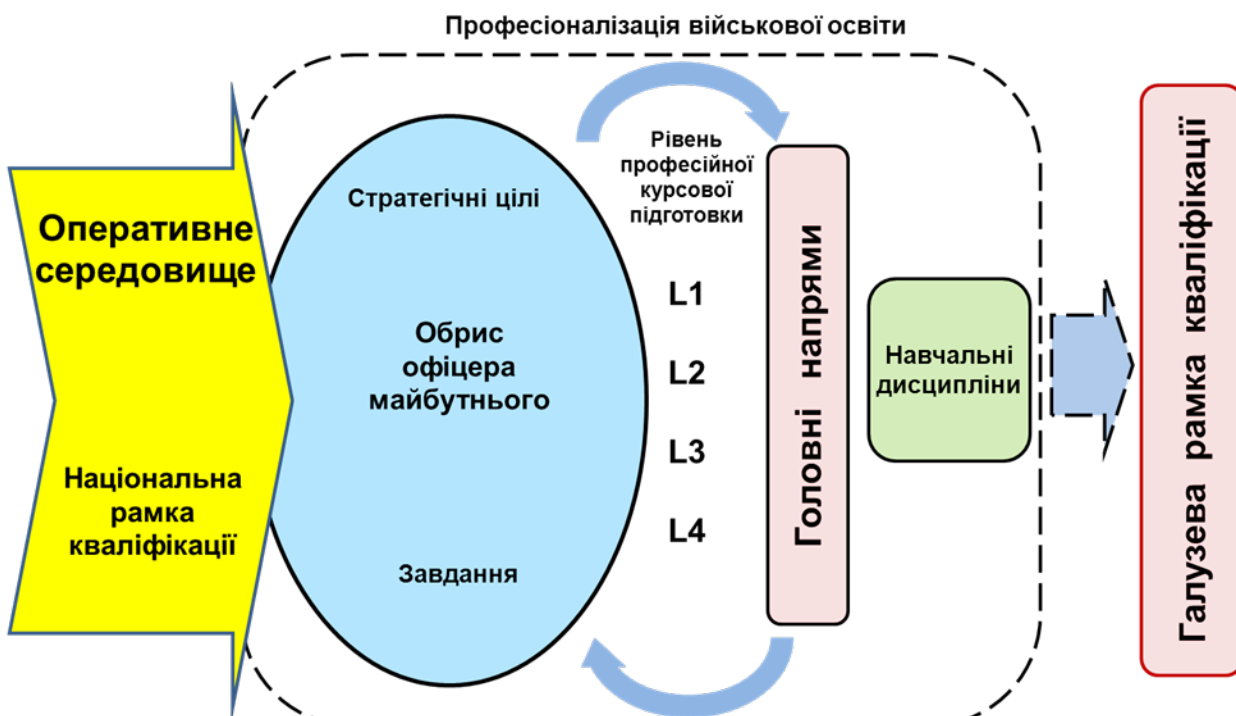 Професіоналізація військової освіти
Оперативне
середовище
Національна
рамка
кваліфікації
Стратегічні цілі
Обрис
офіцера
майбутнього
Завдання
Рівень
професійної
курсової
підготовки
L1
L2
L3
L4
Головні напрями
Навчальні
дисципліни
Галузева рамка кваліфікації